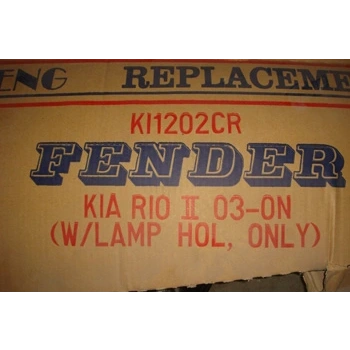 ENG REPLACEME
KI1202CR
FENDER
KIA RIO II 03-ON
(W/LAMP HOL, ONLY)